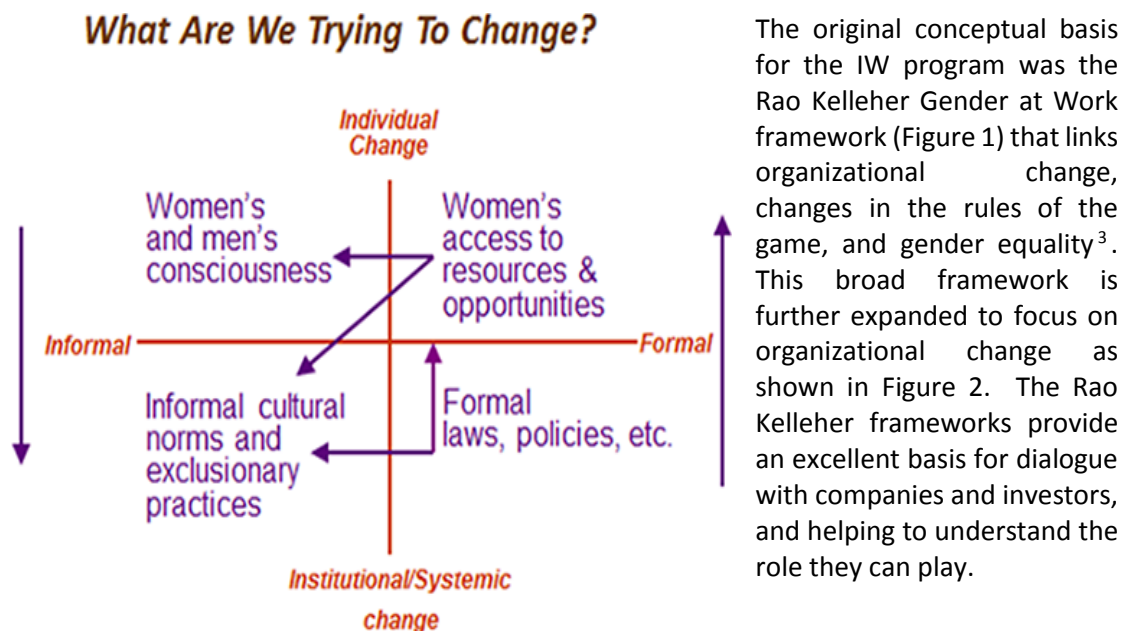 What Are We Trying To Change?
Individual
Change
Women's
and men's
consciousness
Women's
access to
resources &
opportunities
Informal
Formal
Informal cultural
norms and
exclusionary
practices
Formal
laws, policies, etc.
Institutional/Systemic
change
The original conceptual basis
for the IW program was the
Rao Kelleher Gender at Work
framework (Figure 1) that links
organizational change,
changes in the rules of the
game, and gender equality³.
This broad framework is
further expanded to focus on
organizational change as
shown in Figure 2. The Rao
Kelleher frameworks provide
an excellent basis for dialogue
with companies and investors,
and helping to understand the
role they can play.